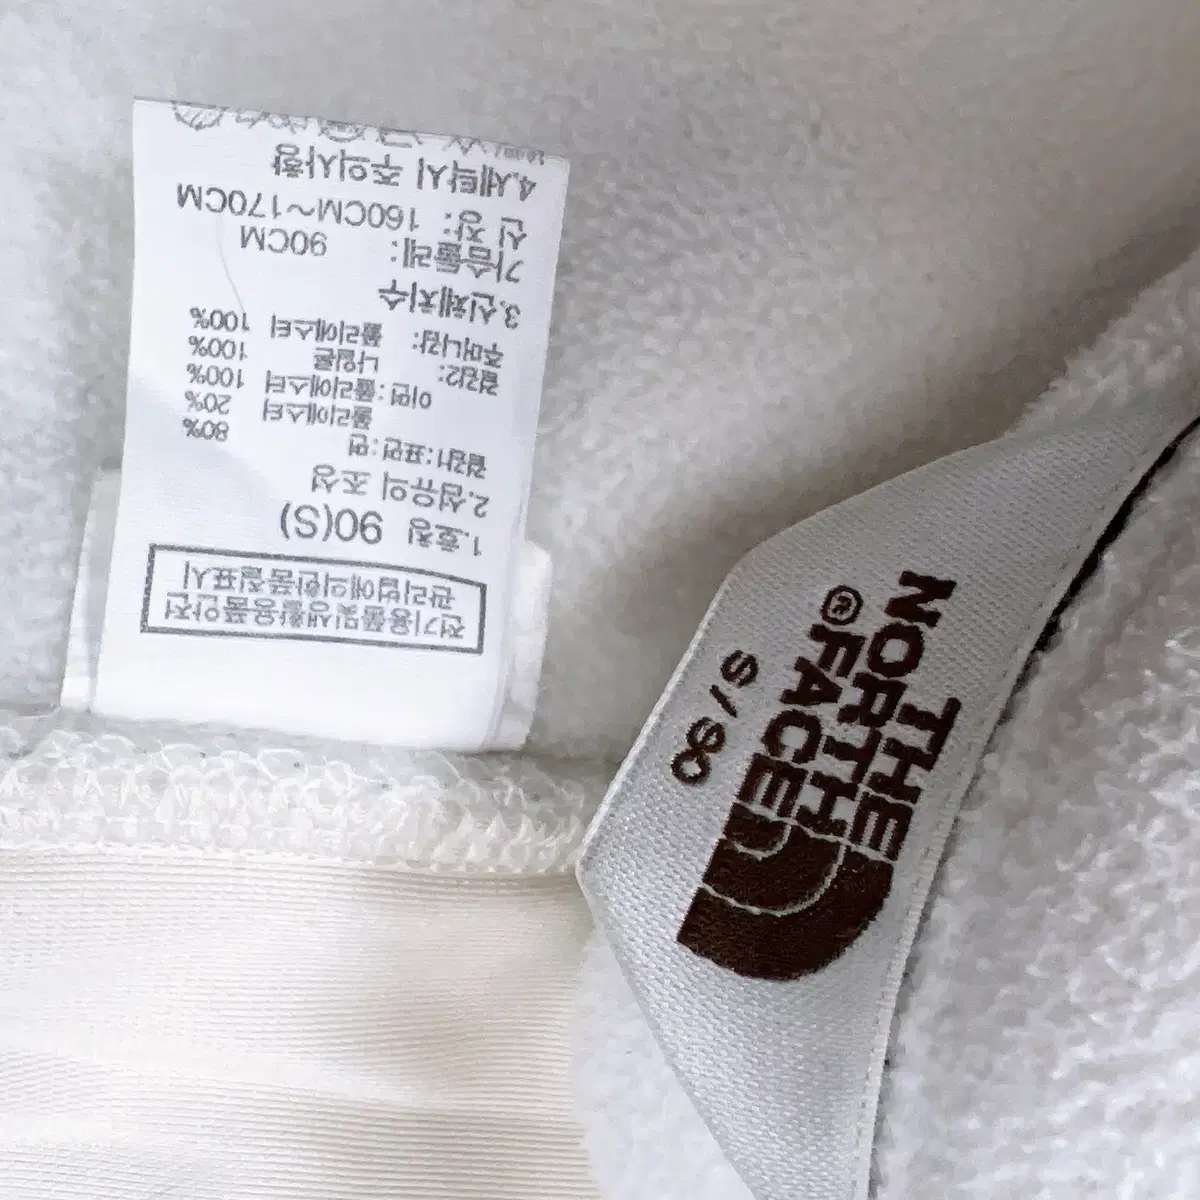 전기용품및생활용품안전
관리법에의한품질표시
1.호칭 90(S)
2.섬유의 조성
겉감1:표면:면 80%
폴리에스터 20%
이면:폴리에스터 100%
겉감2: 나일론 100%
주머니감: 폴리에스터 100%
3.신체치수
가슴둘레: 90CM
신 장: 160CM~170CM
4.세탁시 주의사항
THE
NORTH
FACE
®
S/90